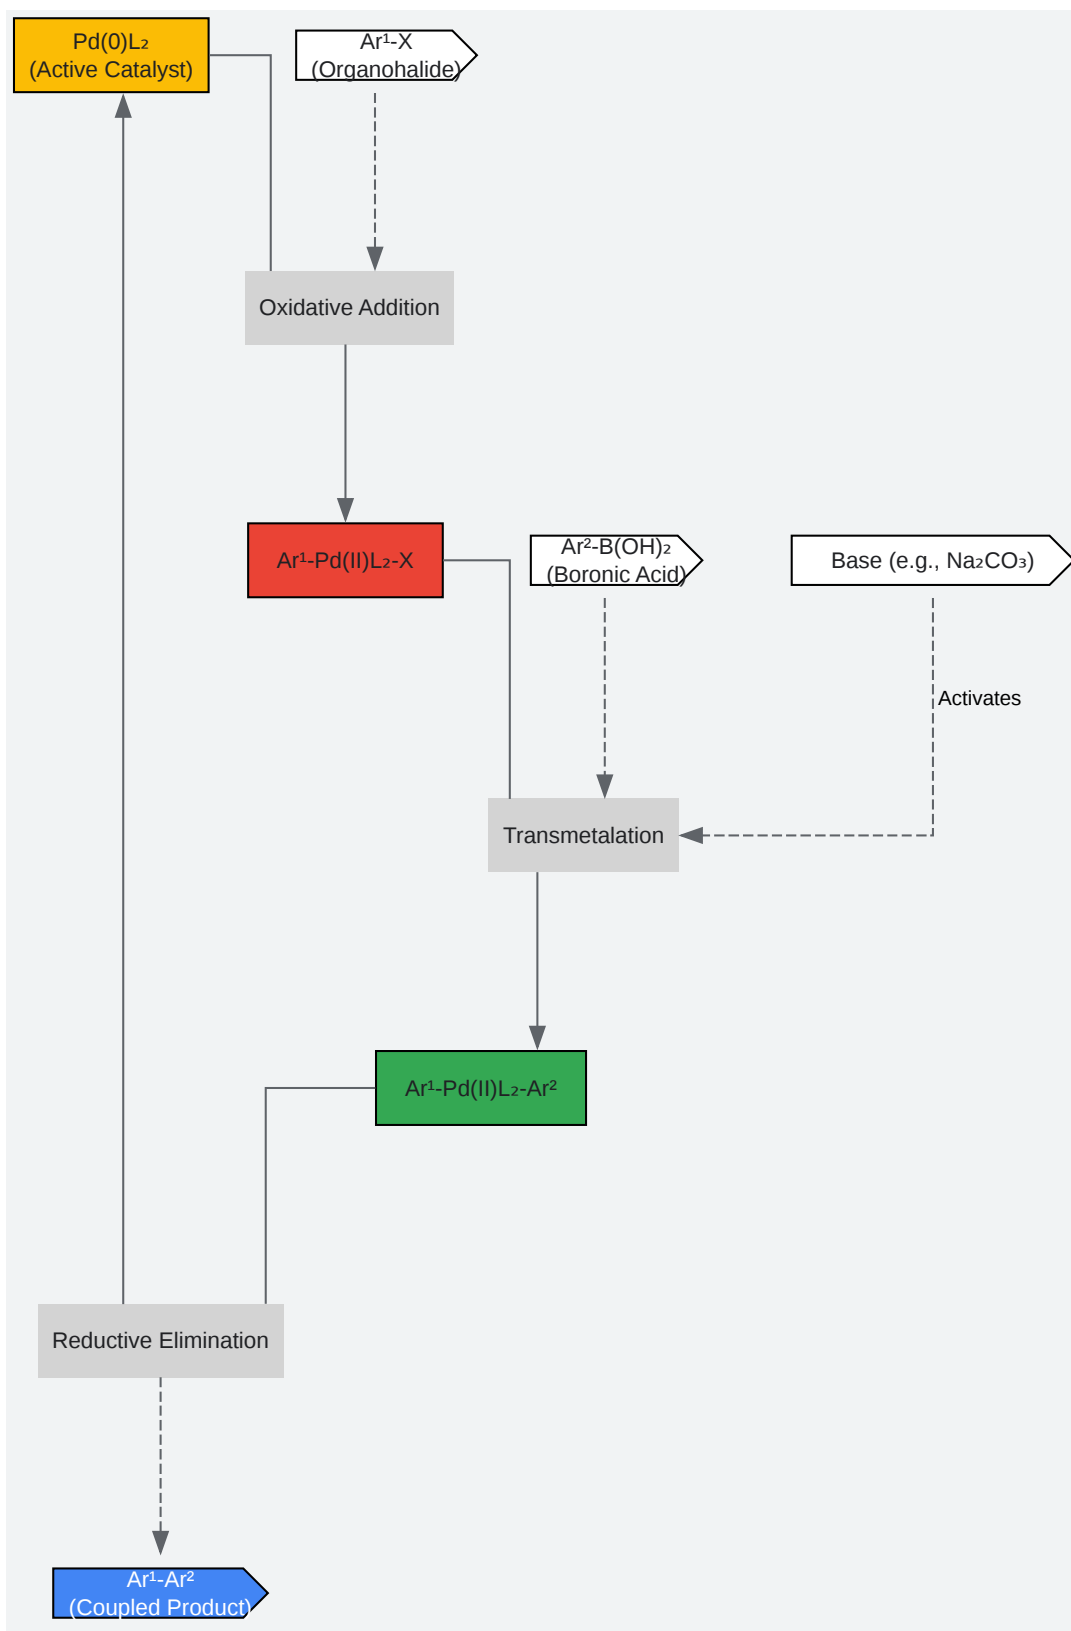 Pd(0)L₂
(Active Catalyst)
Ar¹-X
(Organohalide)
Oxidative Addition
Ar¹-Pd(II)L₂-X
Ar²-B(OH)₂
(Boronic Acid)
Base (e.g., Na₂CO₃)
Activates
Transmetalation
Ar¹-Pd(II)L₂-Ar²
Reductive Elimination
Ar¹-Ar²
(Coupled Product)